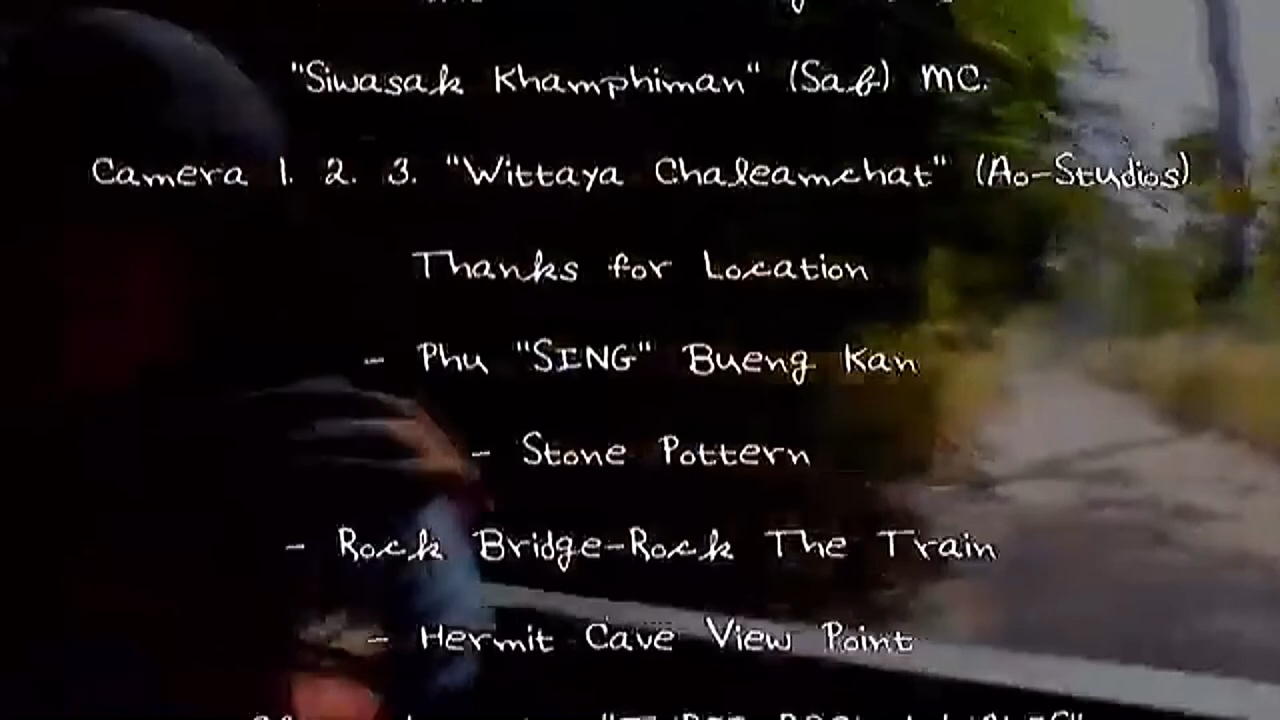 "Siwasak Khamphiman" (Saf) MC.
Camera 1. 2. 3. "Wittaya Chaleamchat" (Ao-Studios)
Thanks for Location
- Phu "SING" Bueng Kan
- Stone Pottern
- Rock Bridge-Rock The Train
- Hermit Cave View Point